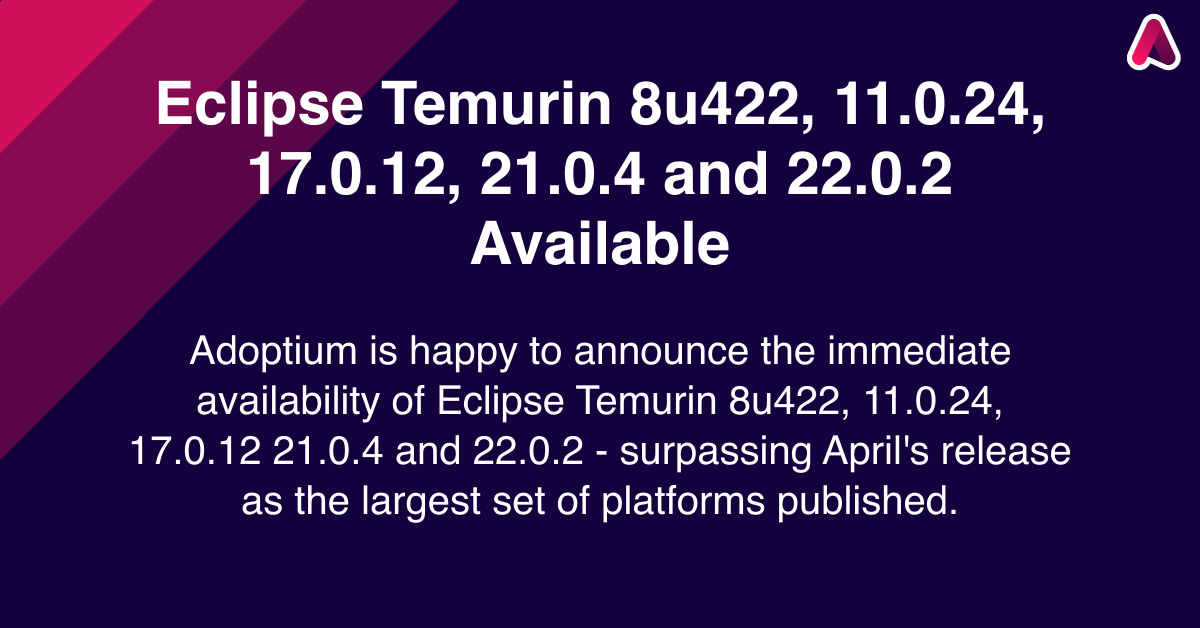 Eclipse Temurin 8u422, 11.0.24,
17.0.12, 21.0.4 and 22.0.2
Available
Adoptium is happy to announce the immediate
availability of Eclipse Temurin 8u422, 11.0.24,
17.0.12 21.0.4 and 22.0.2 - surpassing April's release
as the largest set of platforms published.